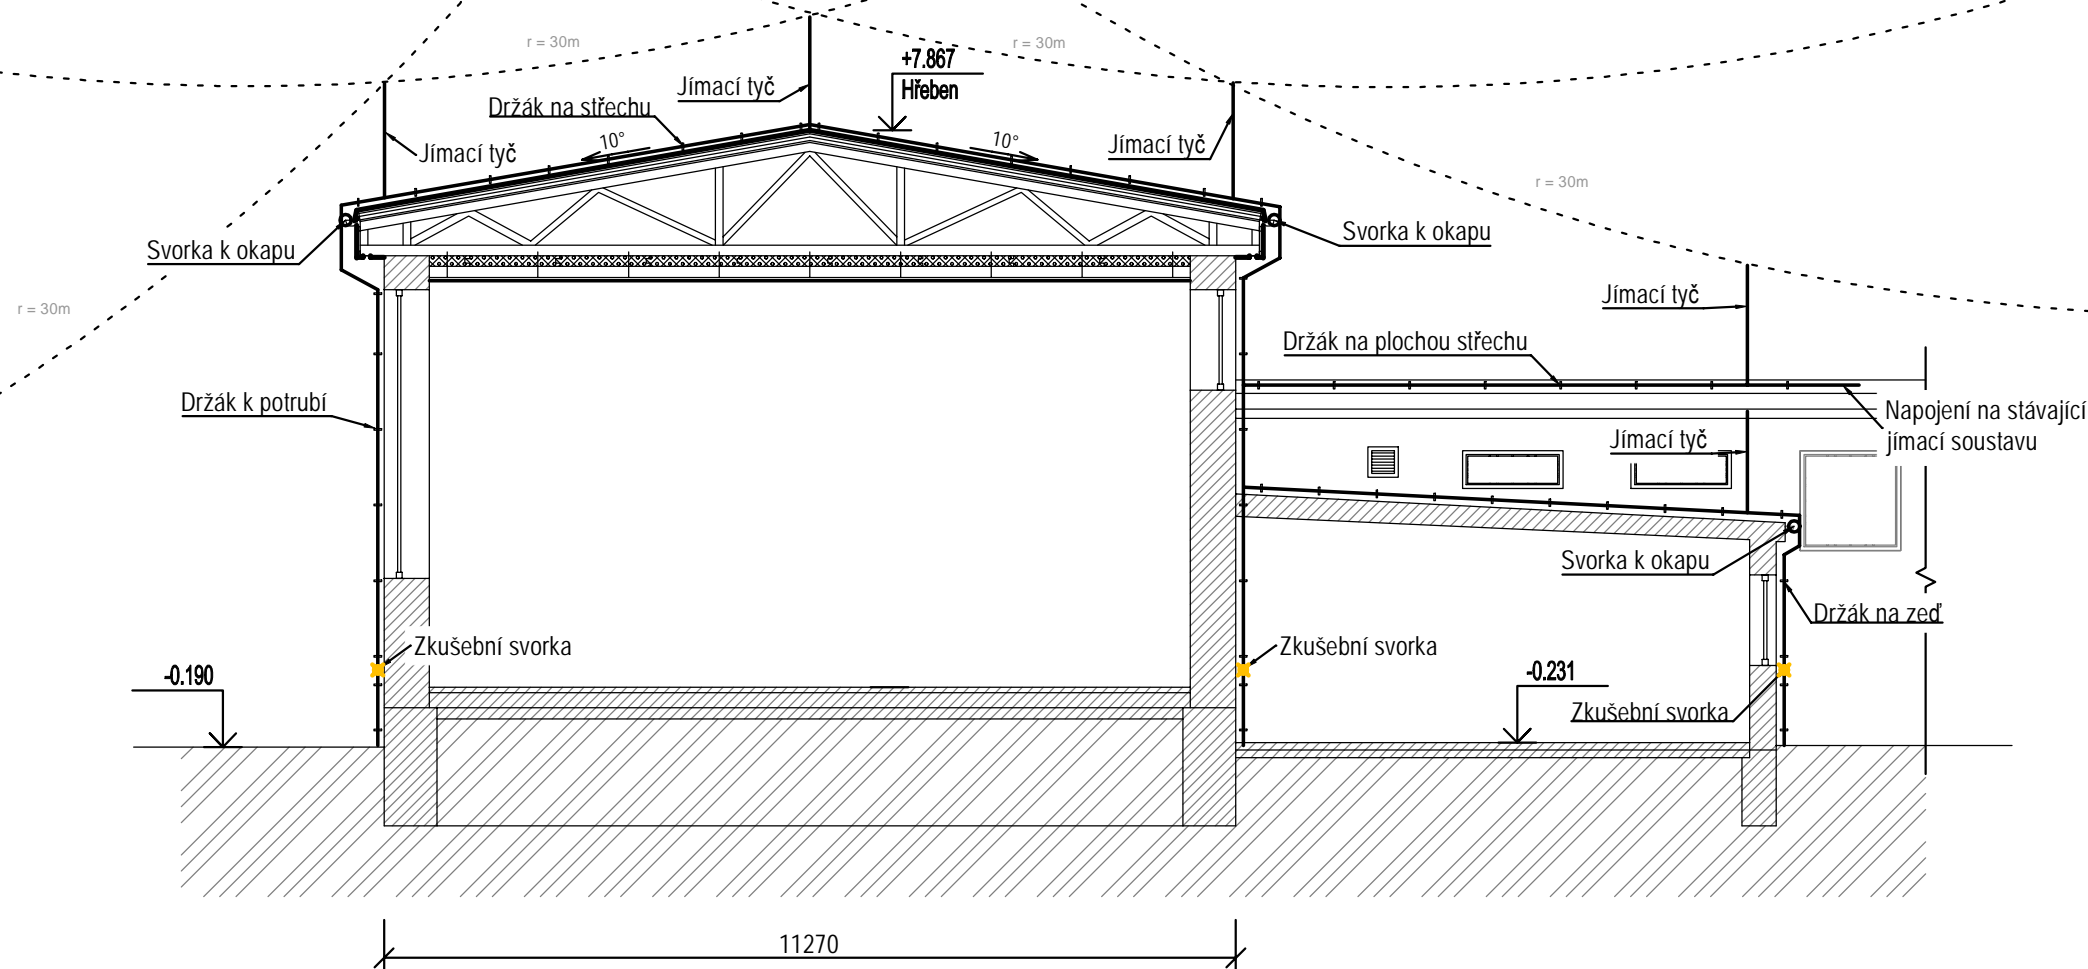 r = 30m
r = 30m
+7.867
Hřeben
Jímací tyč
Držák na střechu
10°
10°
Jímací tyč
Jímací tyč
r = 30m
Svorka k okapu
Svorka k okapu
r = 30m
Jímací tyč
Držák na plochou střechu
Držák k potrubí
Napojení na stávající
jímací soustavu
Jímací tyč
Svorka k okapu
Držák na zeď
Zkušební svorka
Zkušební svorka
-0.190
-0.231
Zkušební svorka
11270